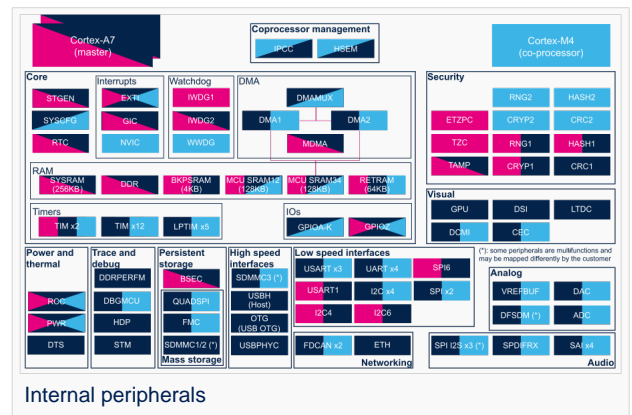 Cortex-A7
(master)
Coprocessor management
IPCC
HSEM
Cortex-M4
(co-processor)
Core
STGEN
SYSCFG
RTC
Interrupts
EXTI
GIC
NVIC
Watchdog
IWDG1
IWDG2
WWDG
DMA
DMAMUX
DMA1
DMA2
MDMA
Security
RNG2
HASH2
ETZPC
CRYP2
CRC2
TZC
RNG1
HASH1
TAMP
CRYP1
CRC1
RAM
SYSRAM
(256KB)
DDR
BKPSRAM
(4KB)
MCU SRAM12
(128KB)
MCU SRAM34
(128KB)
RETRAM
(64KB)
Timers
TIM x2
TIM x12
LPTIM x5
IOs
GPIOA-K
GPIOZ
Visual
GPU
DSI
LTDC
DCMI
CEC
Power and
thermal
RCC
PWR
DTS
Trace and
debug
DDRPERFM
DBGMCU
HDP
STM
Persistent
storage
BSEC
QUADSPI
FMC
SDMMC1/2 (*)
Mass storage
High speed
interfaces
SDMMC3 (*)
USBH
(Host)
OTG
(USB OTG)
USBPHYC
Low speed interfaces
USART x3
UART x4
SPI6
USART1
I2C x4
SPI x2
I2C4
I2C6
FDCAN x2
ETH
Networking
(*): some peripherals are multifunctions and
may be mapped differently by the customer
Analog
VREFBUF
DAC
DFSDM (*)
ADC
SPI I2S x3 (*)
SPDIFRX
SAI x4
Audio
Internal peripherals